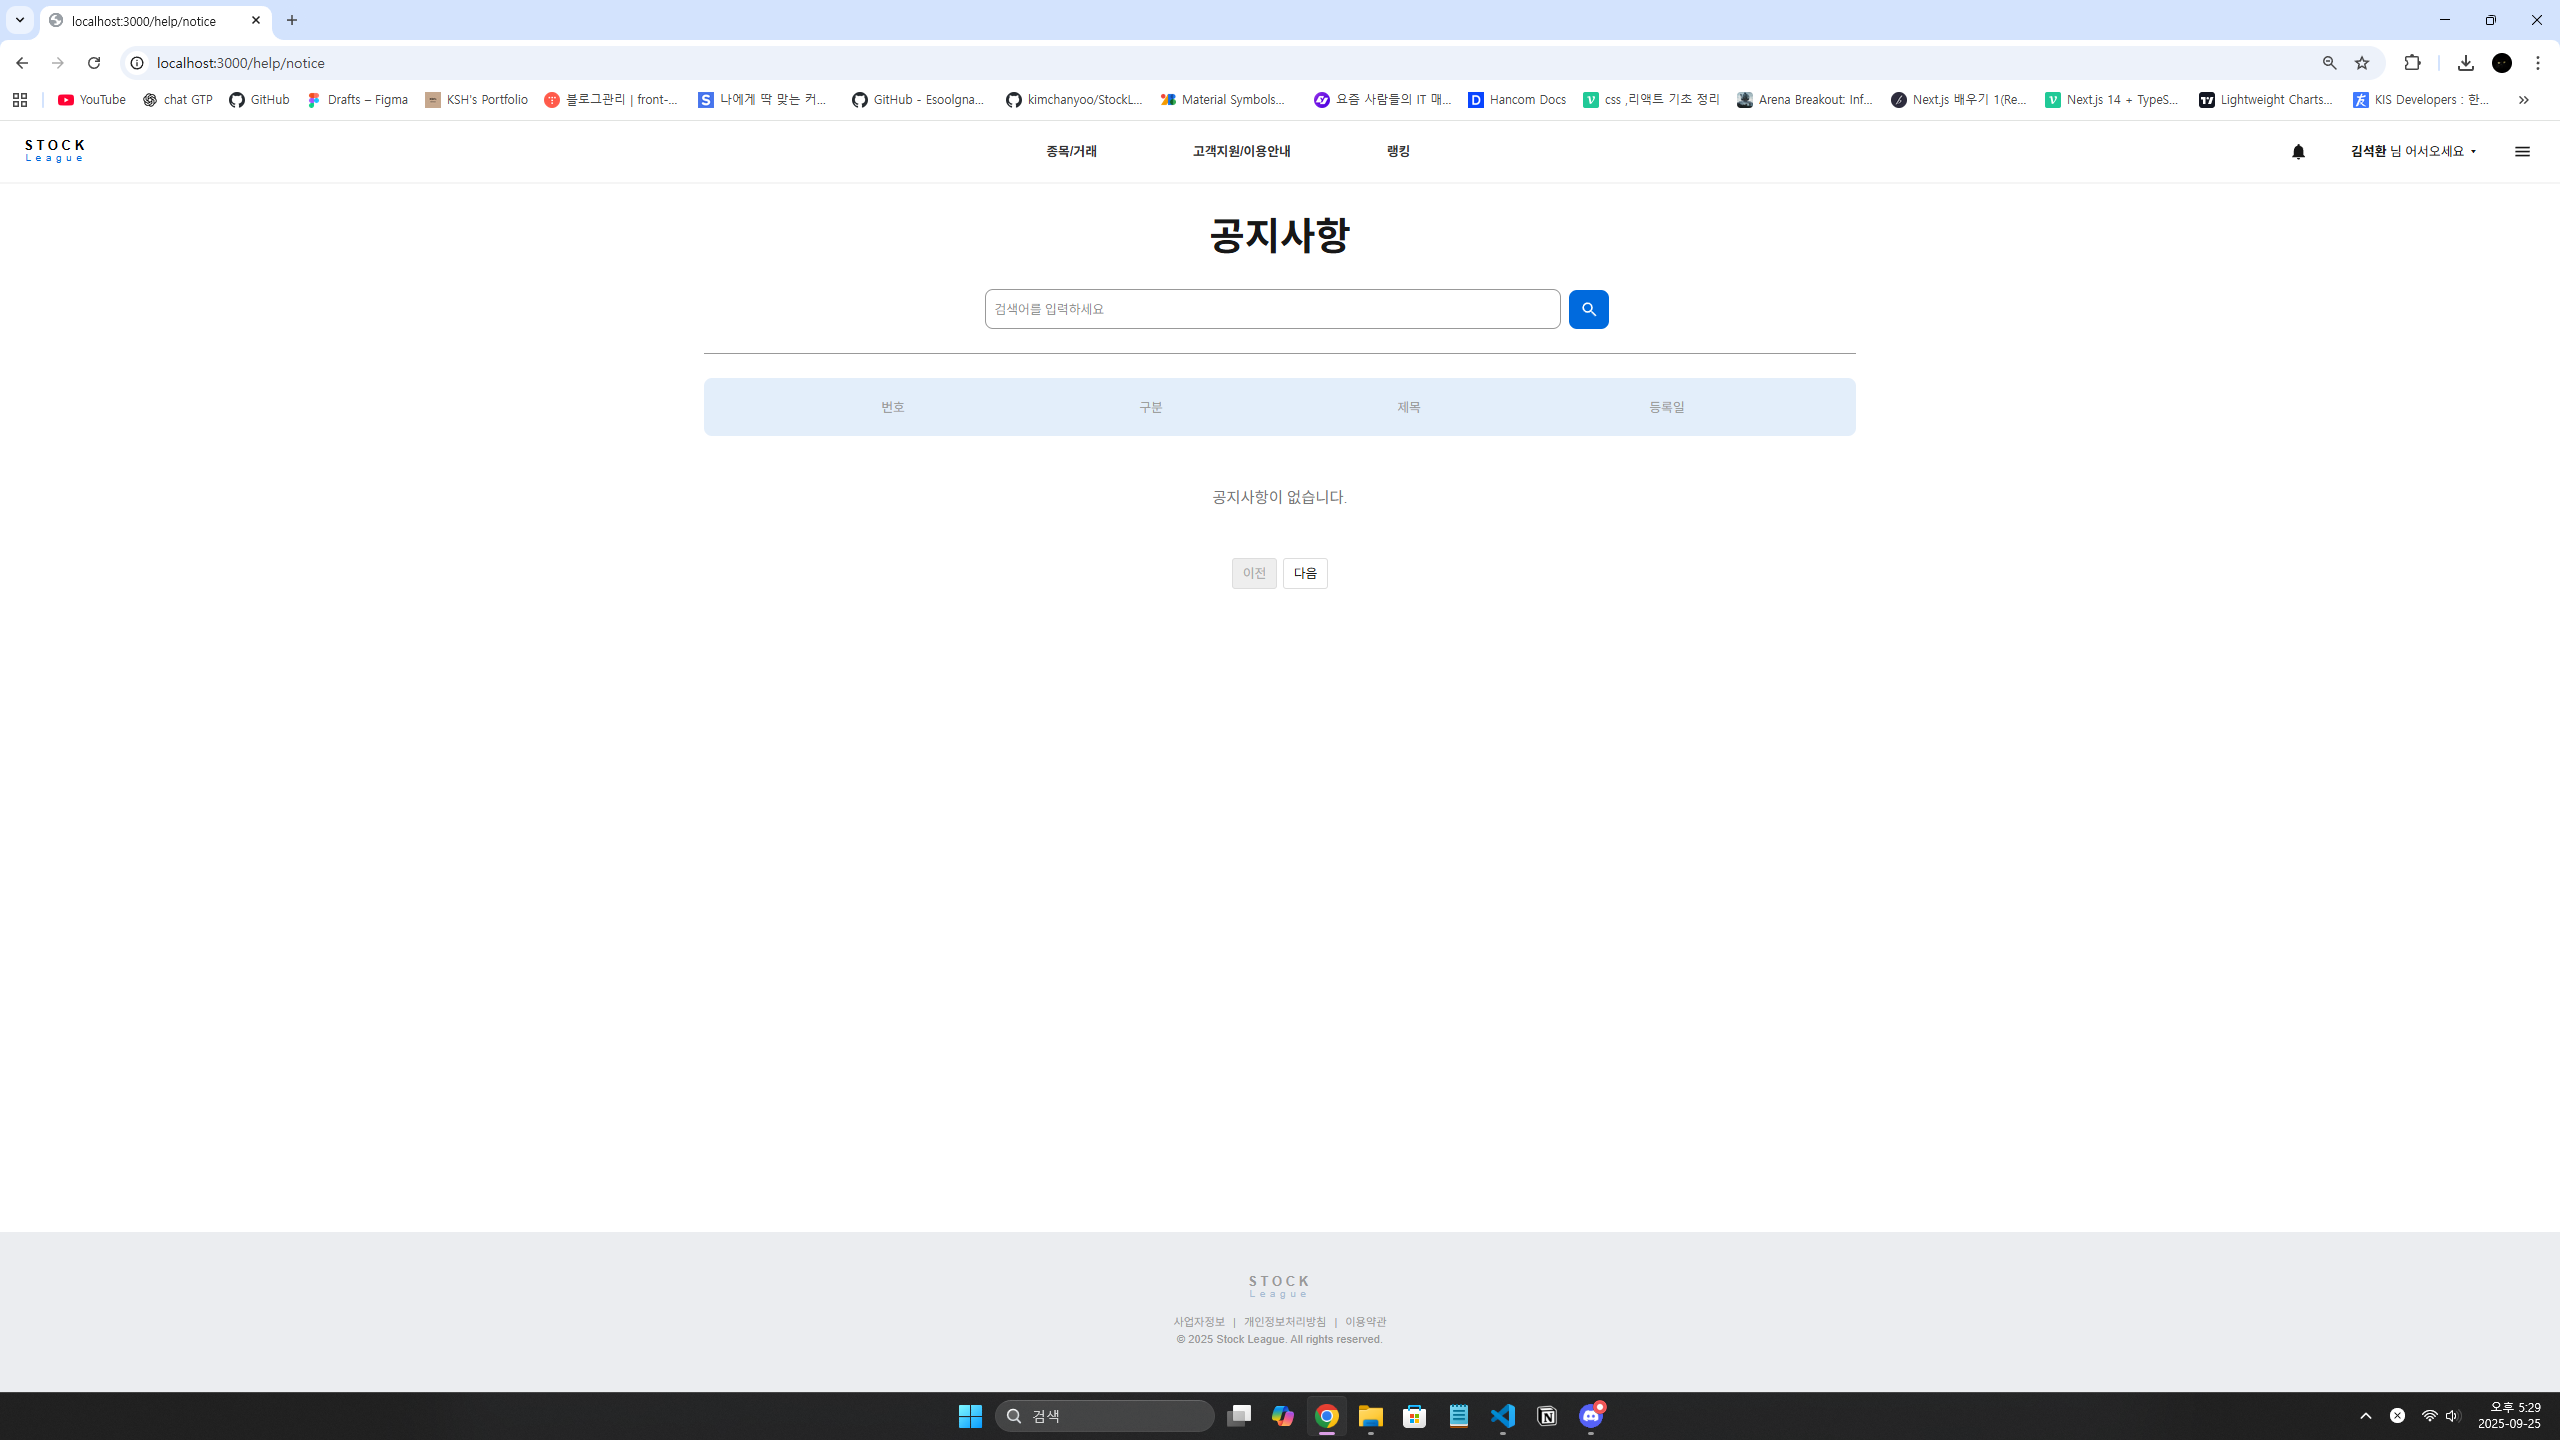 localhost:3000/help/notice
localhost:3000/help/notice
YouTube
chat GTP
GitHub
Drafts – Figma
KSH's Portfolio
블로그관리 | front-...
나에게 딱 맞는 커...
GitHub - Esoolgna...
kimchanyoo/StockL...
Material Symbols...
요즘 사람들의 IT 매...
Hancom Docs
css ,리액트 기초 정리
Arena Breakout: Inf...
Next.js 배우기 1(Re...
Next.js 14 + TypeS...
Lightweight Charts...
KIS Developers : 한...
STOCK
League
종목/거래
고객지원/이용안내
랭킹
김석환 님 어서오세요
공지사항
검색어를 입력하세요
번호
구분
제목
등록일
공지사항이 없습니다.
이전
다음
STOCK
League
사업자정보 | 개인정보처리방침 | 이용약관
© 2025 Stock League. All rights reserved.
검색
오후 5:29
2025-09-25